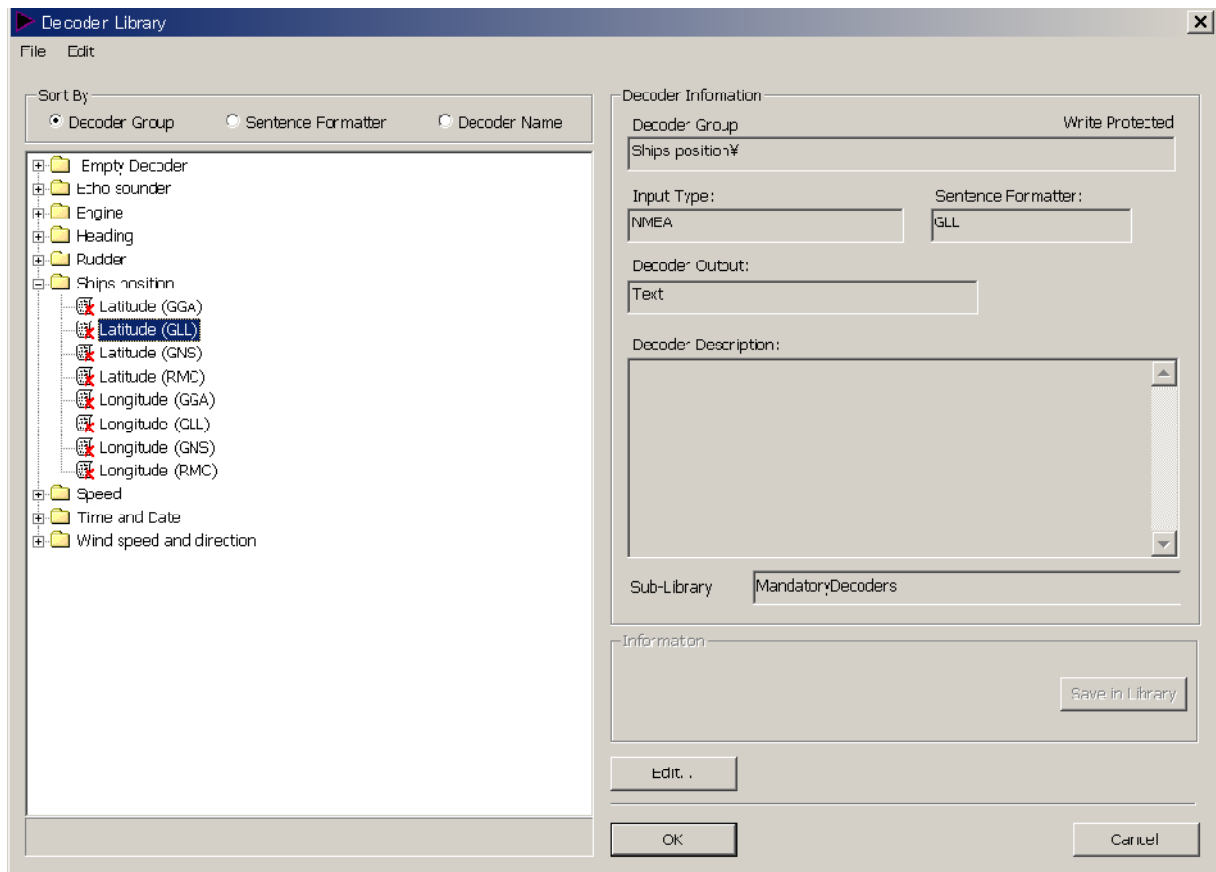 Decoder Library
File Edit
Sort By
Decoder Group Sentence Formatter Decoder Name
Empty Decoder
Echo sounder
Engine
Heading
Rudder
Ships position
Latitude (GGA)
Latitude (GLL)
Latitude (GNS)
Latitude (RMC)
Longitude (GGA)
Longitude (GLL)
Longitude (GNS)
Longitude (RMC)
Speed
Time and Date
Wind speed and direction
Decoder Infomation
Decoder Group Write Protected
Ships position¥
Input Type: Sentence Formatter:
NMEA GLL
Decoder Output:
Text
Decoder Description:
Sub-Library MandatoryDecoders
Information
Save in Library
Edit...
OK Cancel